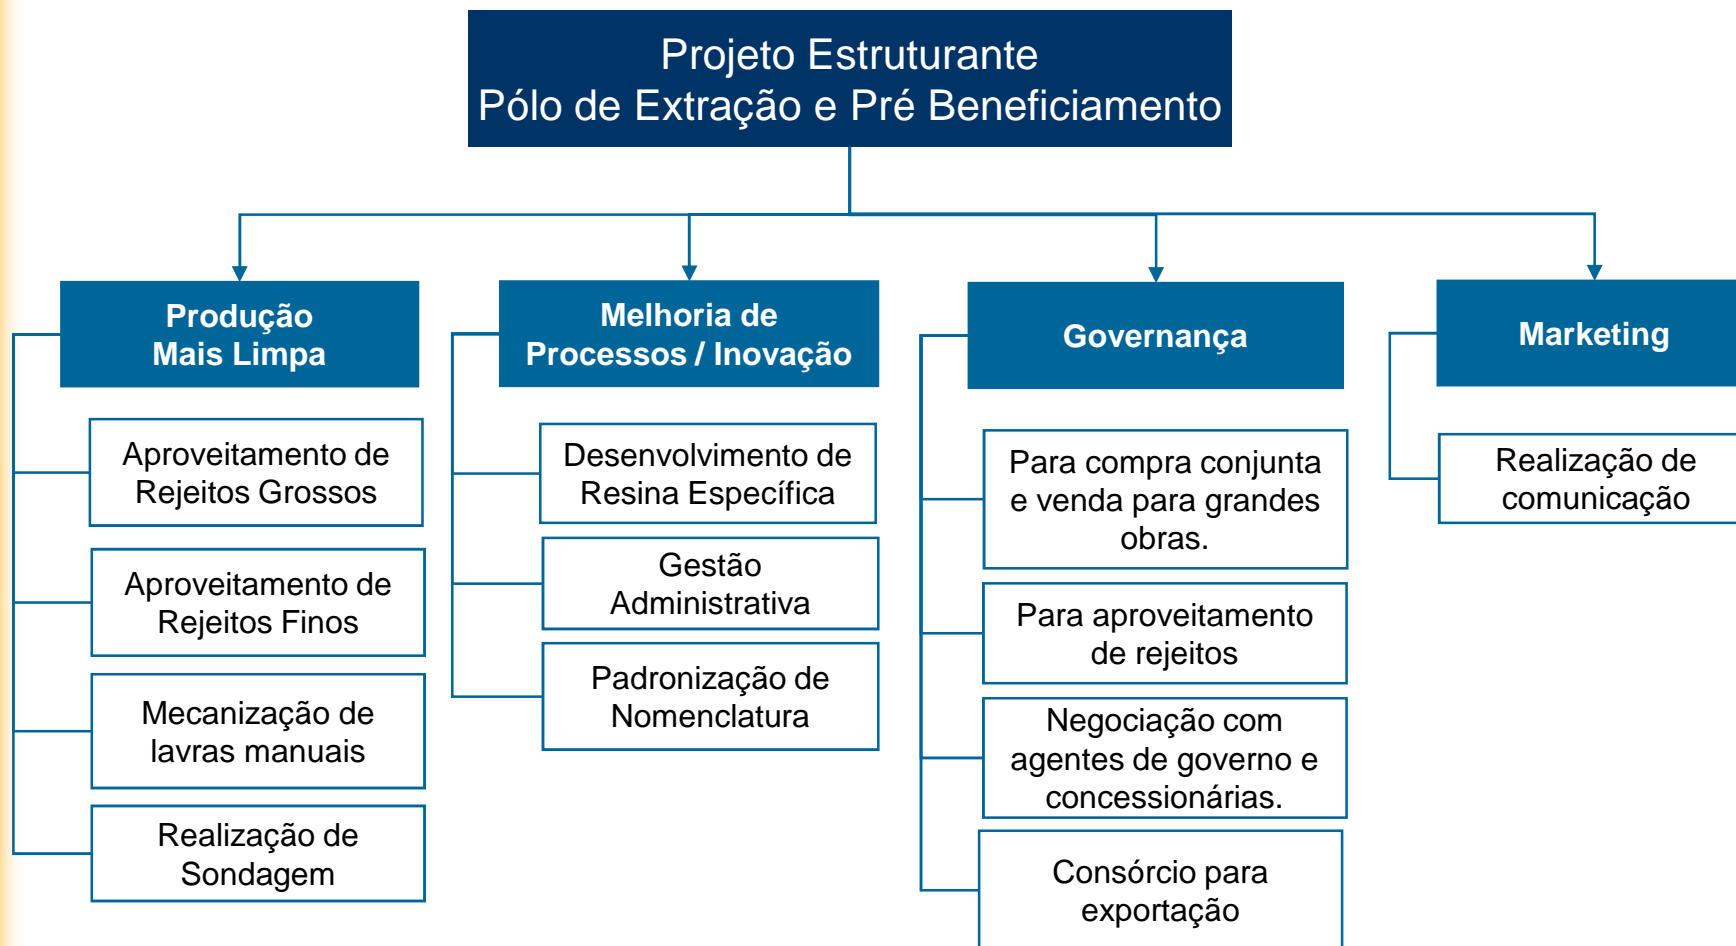 Projeto Estruturante
Pólo de Extração e Pré Beneficiamento
Produção
Mais Limpa
Aproveitamento de
Rejeitos Grossos
Aproveitamento de
Rejeitos Finos
Mecanização de
lavras manuais
Realização de
Sondagem
Melhoria de
Processos / Inovação
Desenvolvimento de
Resina Específica
Gestão
Administrativa
Padronização de
Nomenclatura
Governança
Para compra conjunta
e venda para grandes
obras.
Para aproveitamento
de rejeitos
Negociação com
agentes de governo e
concessionárias.
Consórcio para
exportação
Marketing
Realização de
comunicação